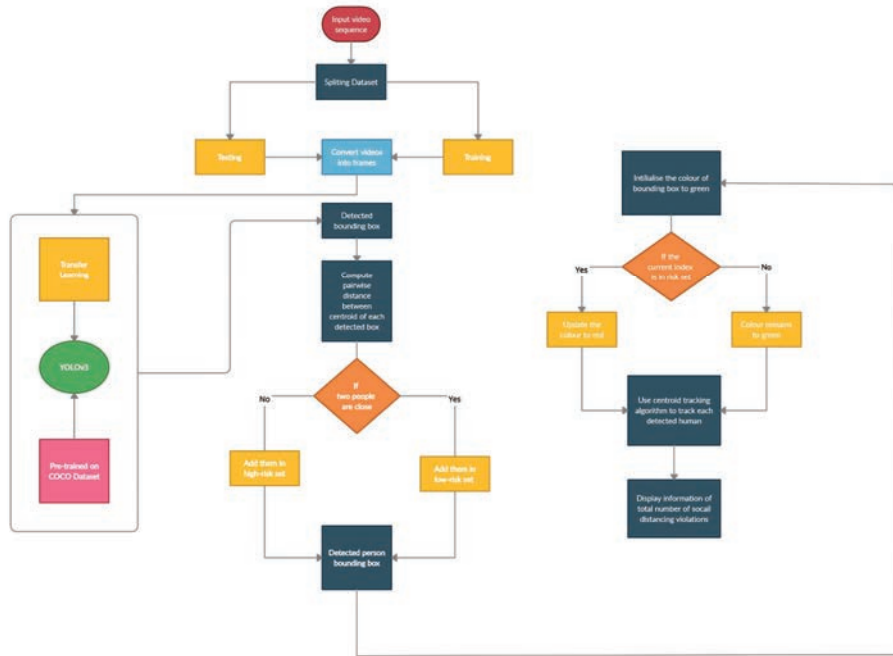 Input video
sequence
Spliting Dataset
Testing
Convert videos
into frames
Training
Transfer
Learning
YOLOv3
Pre-trained on
COCO Dataset
Detected
bounding box
Compute
pairwise
distance
between
centroid of each
detected box
If
two people
are close
No
Yes
Add them in
high-risk set
Add them in
low-risk set
Detected person
bounding box
Intilialise the colour of
bounding box to green
If the
current index
is in risk set
Yes
No
Update the
colour to red
Colour remains
to green
Use centroid tracking
algorithm to track each
detected human
Display information of
total number of socail
distancing violations